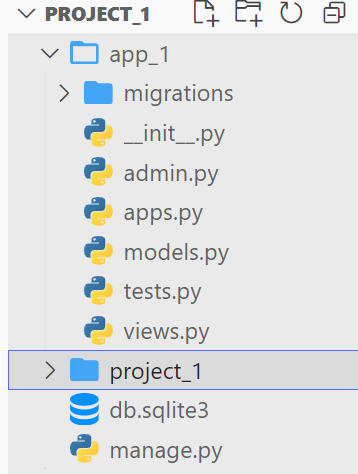 PROJECT_1
app_1
migrations
__init__.py
admin.py
apps.py
models.py
tests.py
views.py
project_1
db.sqlite3
manage.py